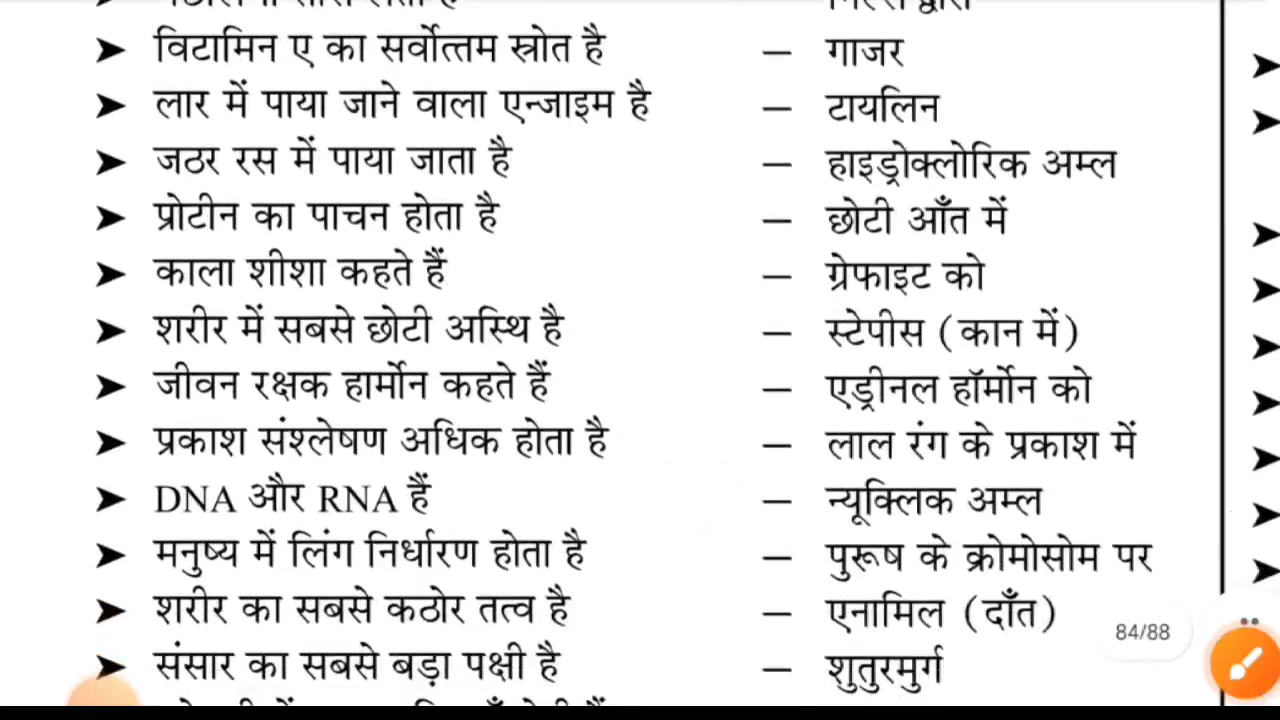 ➤ विटामिन ए का सर्वोत्तम स्रोत है – गाजर
➤ लार में पाया जाने वाला एन्जाइम है – टायलिन
➤ जठर रस में पाया जाता है – हाइड्रोक्लोरिक अम्ल
➤ प्रोटीन का पाचन होता है – छोटी आँत में
➤ काला शीशा कहते हैं – ग्रेफाइट को
➤ शरीर में सबसे छोटी अस्थि है – स्टेपीस (कान में)
➤ जीवन रक्षक हार्मोन कहते हैं – एड्रीनल हॉर्मोन को
➤ प्रकाश संश्लेषण अधिक होता है – लाल रंग के प्रकाश में
➤ DNA और RNA हैं – न्यूक्लिक अम्ल
➤ मनुष्य में लिंग निर्धारण होता है – पुरूष के क्रोमोसोम पर
➤ शरीर का सबसे कठोर तत्व है – एनामिल (दाँत)
84/88
➤ संसार का सबसे बड़ा पक्षी है – शुतुरमुर्ग